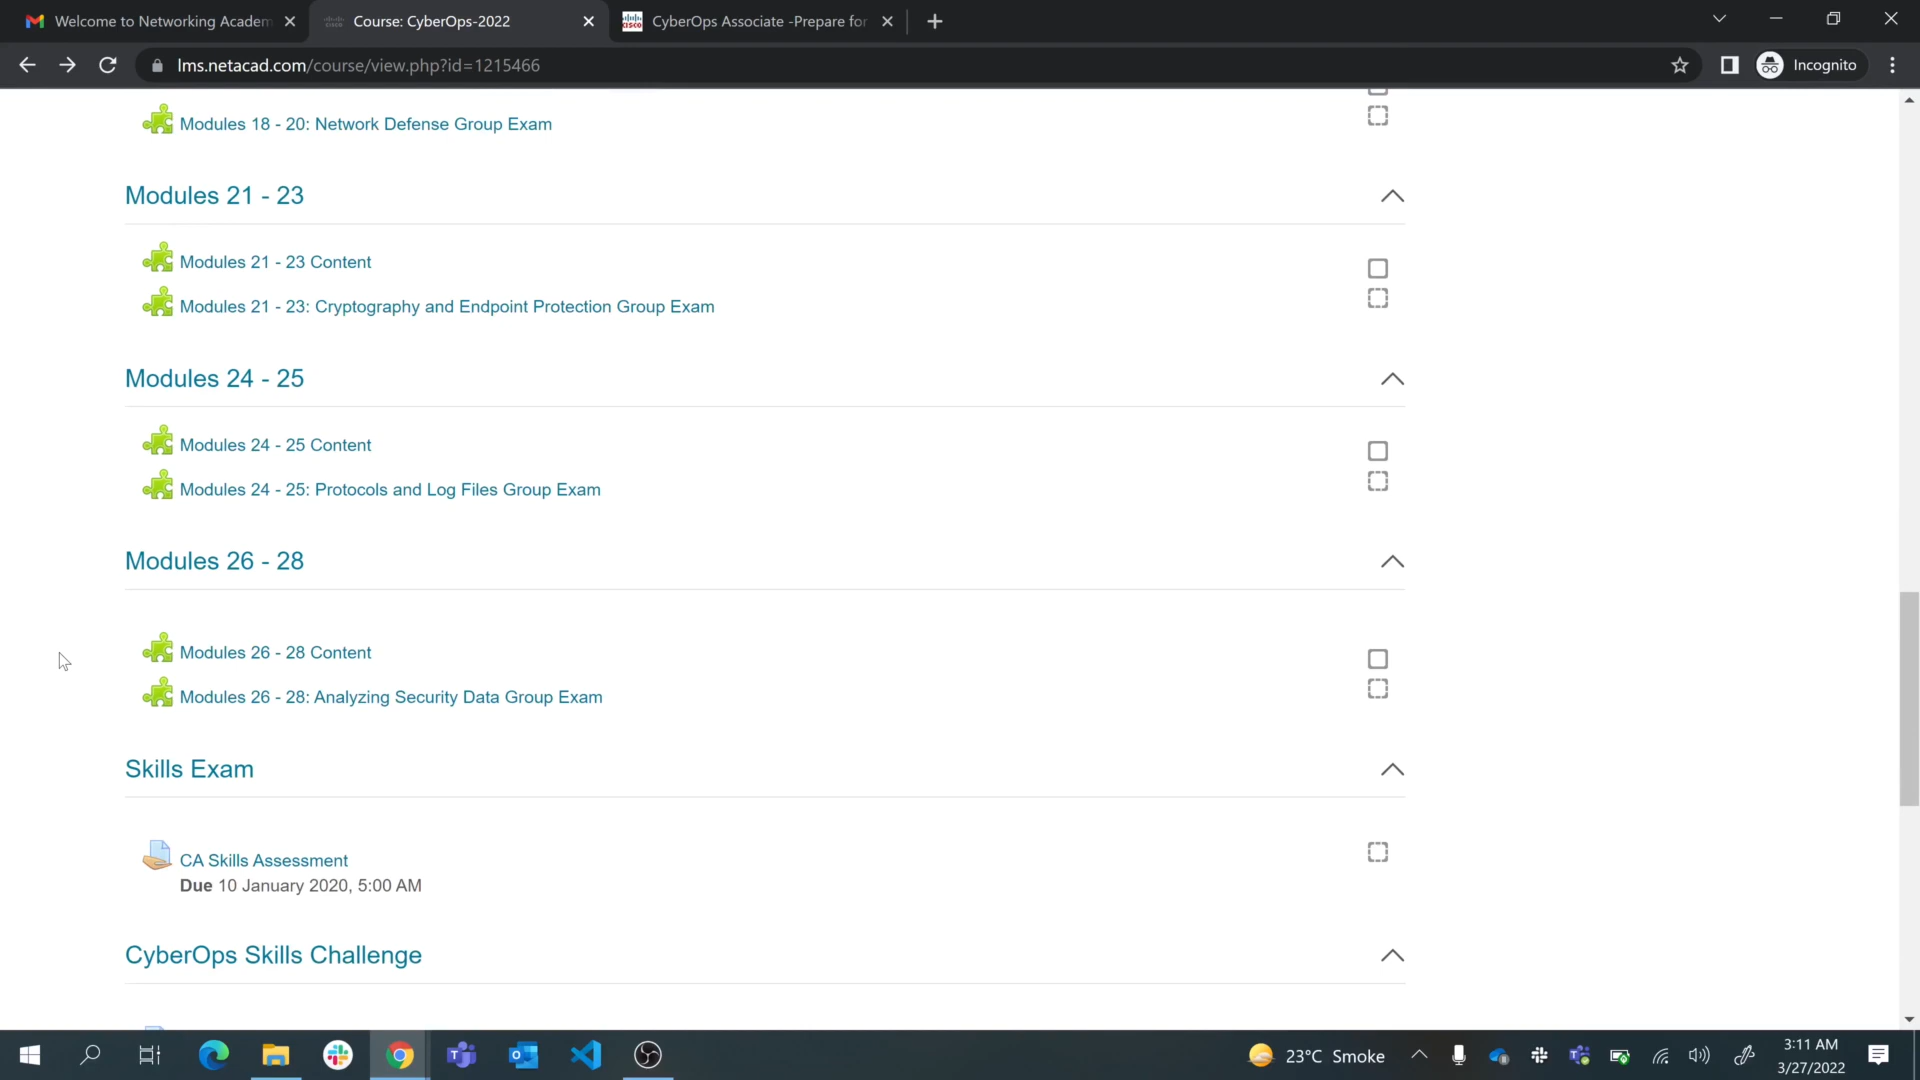 Welcome to Networking Academ
Course: CyberOps-2022
CyberOps Associate -Prepare for
lms.netacad.com/course/view.php?id=1215466
Incognito
Modules 18 - 20: Network Defense Group Exam
Modules 21 - 23
Modules 21 - 23 Content
Modules 21 - 23: Cryptography and Endpoint Protection Group Exam
Modules 24 - 25
Modules 24 - 25 Content
Modules 24 - 25: Protocols and Log Files Group Exam
Modules 26 - 28
Modules 26 - 28 Content
Modules 26 - 28: Analyzing Security Data Group Exam
Skills Exam
CA Skills Assessment
Due 10 January 2020, 5:00 AM
CyberOps Skills Challenge
23°C Smoke
3:11 AM
3/27/2022